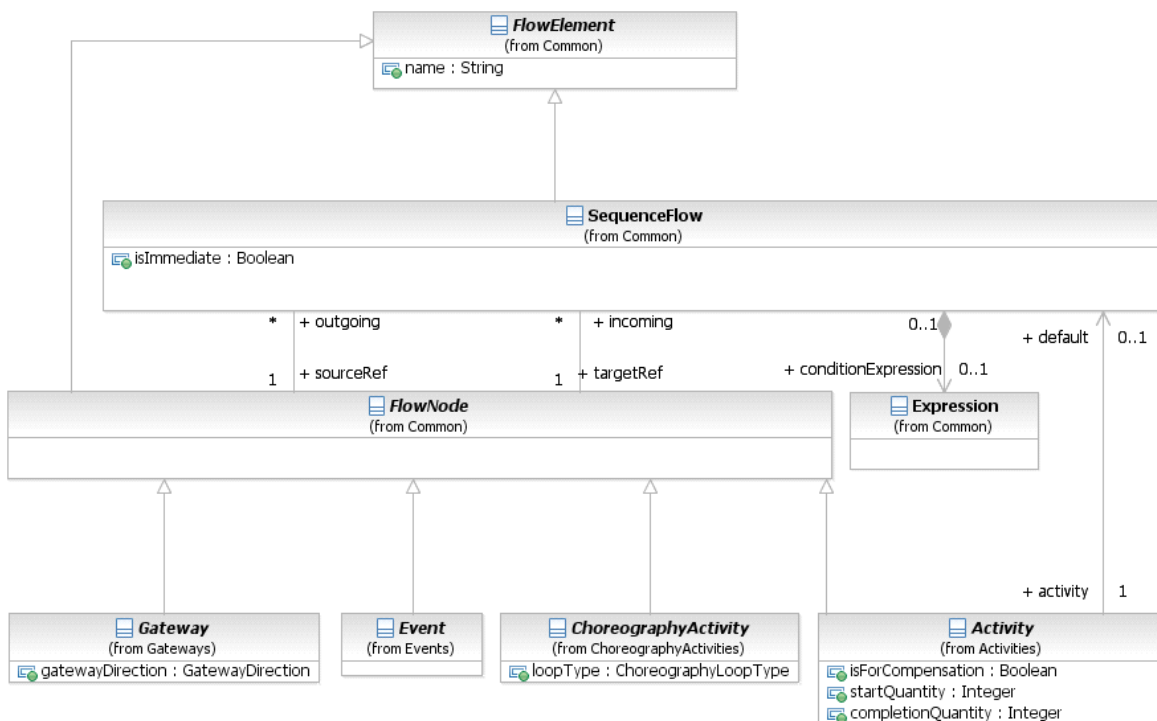 FlowElement
(from Common)
name : String
SequenceFlow
(from Common)
isImmediate : Boolean
* + outgoing
* + incoming
0..1
+ default 0..1
1 + sourceRef
1 + targetRef
+ conditionExpression 0..1
FlowNode
(from Common)
Expression
(from Common)
+ activity 1
Gateway
(from Gateways)
gatewayDirection : GatewayDirection
Event
(from Events)
ChoreographyActivity
(from ChoreographyActivities)
loopType : ChoreographyLoopType
Activity
(from Activities)
isForCompensation : Boolean
startQuantity : Integer
completionQuantity : Integer